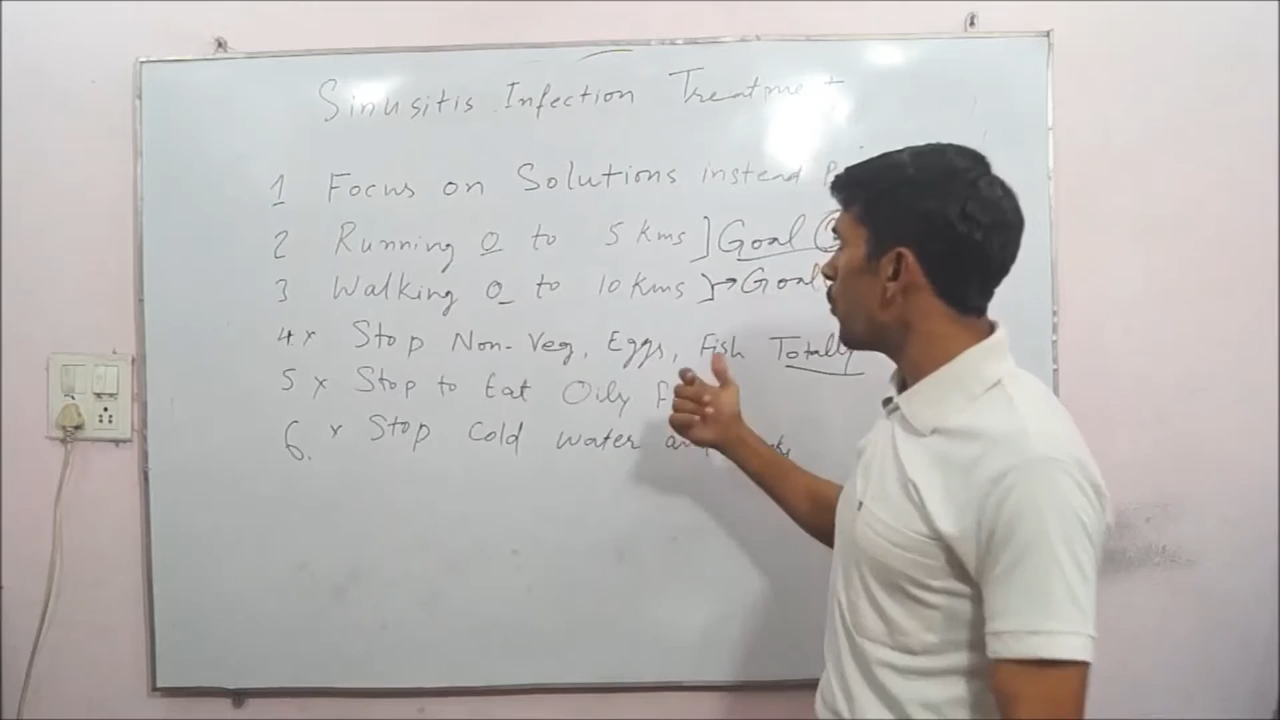 Sinusitis Infection Treatment
1 Focus on Solutions instead
2 Running 0 to 5 kms ] Goal
3 Walking 0 to 10 kms } → Goal
4 x Stop Non-Veg, Eggs, Fish Totally
5 x Stop to Eat Oily
6. x Stop Cold water